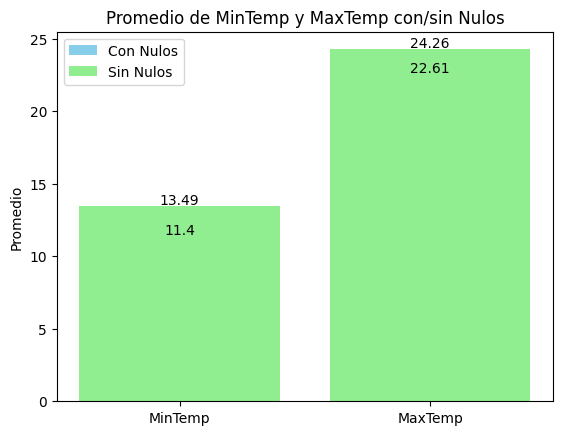 Promedio de MinTemp y MaxTemp con/sin Nulos
Con Nulos
Sin Nulos
Promedio
25
20
15
10
5
0
13.49
11.4
24.26
22.61
MinTemp
MaxTemp